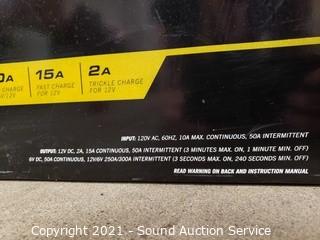 0A
15A
2A
FAST CHARGE
FOR 12V
TRICKLE CHARGE
FOR 12V
INPUT: 120V AC, 60HZ, 10A MAX. CONTINUOUS, 50A INTERMITTENT
OUTPUT: 12V DC, 2A, 15A CONTINUOUS, 50A INTERMITTENT (3 MINUTES MAX. ON, 1 MINUTE MIN. OFF)
6V DC, 50A CONTINUOUS, 12V/6V 250A/300A INTERMITTENT (3 SECONDS MAX. ON, 240 SECONDS MIN. OFF)
READ WARNING ON BACK AND INSTRUCTION MANUAL
Copyright 2021 - Sound Auction Service